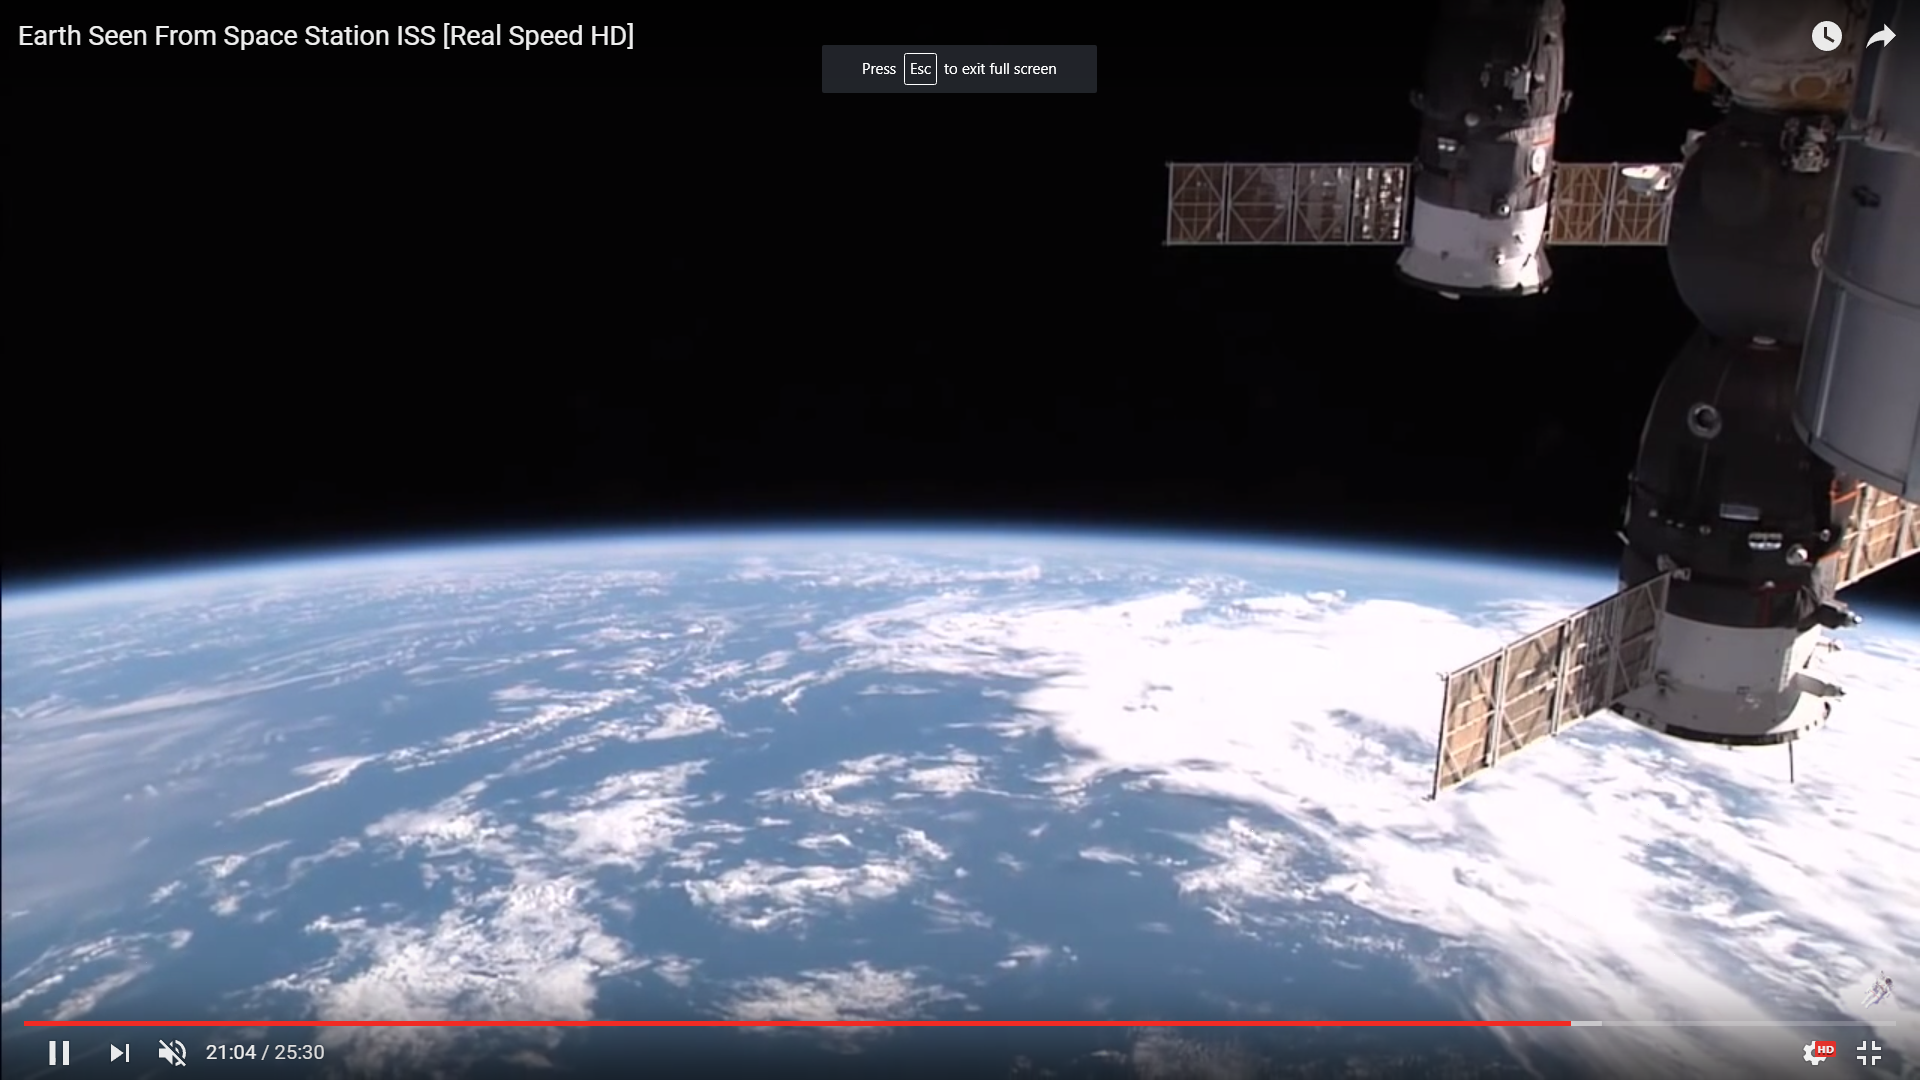 Earth Seen From Space Station ISS [Real Speed HD]
Press Esc to exit full screen
21:04 / 25:30
HD